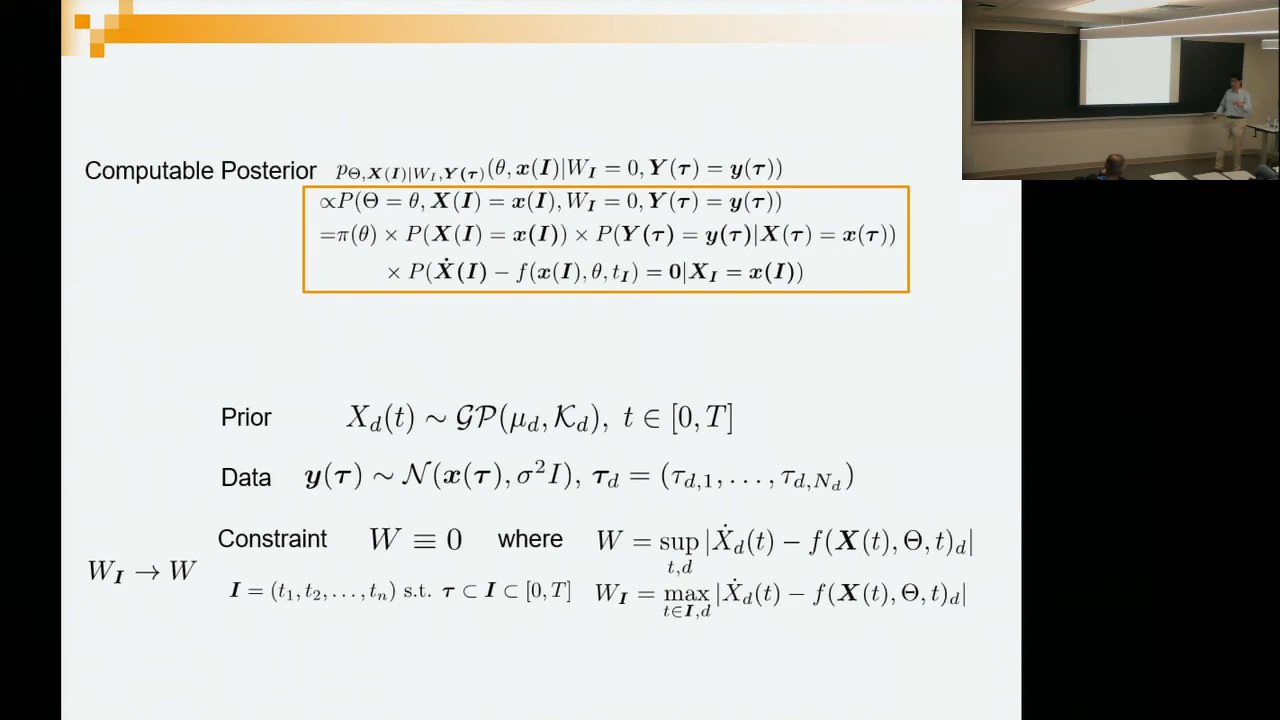 Computable Posterior p_{Θ,X(I)|W_I,Y(τ)}(θ, x(I)|W_I = 0, Y(τ) = y(τ))
∝P(Θ = θ, X(I) = x(I), W_I = 0, Y(τ) = y(τ))
=π(θ) × P(X(I) = x(I)) × P(Y(τ) = y(τ)|X(τ) = x(τ))
× P(Ẋ(I) − f(x(I), θ, t_I) = 0|X_I = x(I))
Prior X_d(t) ∼ 𝒢𝒫(μ_d, 𝒦_d), t ∈ [0, T]
Data y(τ) ∼ 𝒩(x(τ), σ²I), τ_d = (τ_{d,1}, . . . , τ_{d,N_d})
Constraint W ≡ 0 where W = sup_{t,d} |Ẋ_d(t) − f(X(t), Θ, t)_d|
W_I → W
I = (t_1, t_2, . . . , t_n) s.t. τ ⊂ I ⊂ [0, T] W_I = max_{t∈I,d} |Ẋ_d(t) − f(X(t), Θ, t)_d|